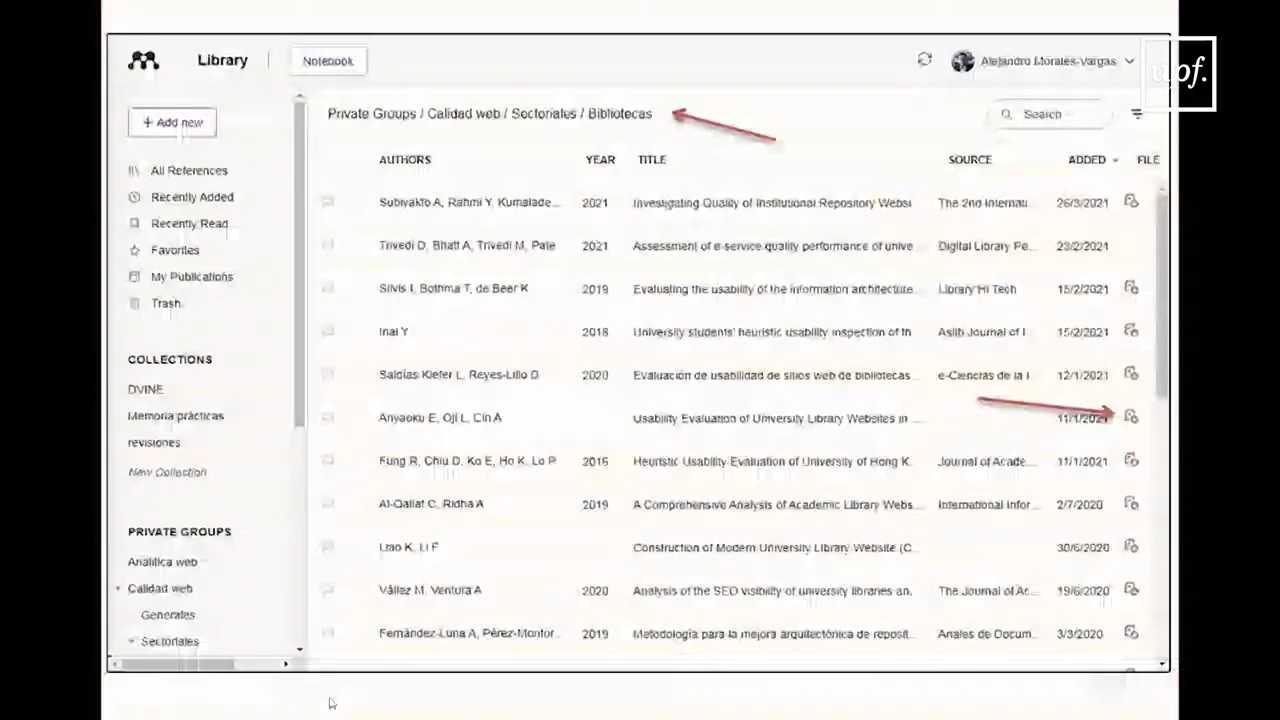 Library
Notebook
Alejandro Morales-Vargas
upf.
+ Add new
Private Groups / Calidad web / Sectoriales / Bibliotecas
Search
AUTHORS YEAR TITLE SOURCE ADDED FILE
All References
Recently Added
Recently Read
Favorites
My Publications
Trash
COLLECTIONS
DVINE
Memoria prácticas
revisiones
New Collection
PRIVATE GROUPS
Analítica web
Calidad web
Generales
Sectoriales
Subiyakto A, Rahmi Y, Kumalade... 2021 Investigating Quality of Institutional Repository Websi The 2nd Internati 26/3/2021
Trivedi D, Bhatt A, Trivedi M, Pate 2021 Assessment of e-service quality performance of unive Digital Library Pe... 23/2/2021
Silvis I, Bothma T, de Beer K 2019 Evaluating the usability of the information architecture... Library Hi Tech 15/2/2021
Inal Y 2018 University students' heuristic usability inspection of th Aslib Journal of I 15/2/2021
Saldías Kiefer L, Reyes-Lillo D 2020 Evaluación de usabilidad de sitios web de bibliotecas... e-Ciencias de la I 12/1/2021
Anyaoku E, Oji L, Cin A Usability Evaluation of University Library Websites in ... 11/1/2021
Fung R, Chiu D, Ko E, Ho K, Lo P Heuristic Usability Evaluation of University of Hong K. Journal of Acade... 11/1/2021
Al-Qallaf C, Ridha A 2019 A Comprehensive Analysis of Academic Library Webs International Infor... 2/7/2020
Liao K, Li F Construction of Modern University Library Website (C... 30/6/2020
Vállez M, Ventura A 2020 Analysis of the SEO visibility of university libraries an. The Journal of Ac... 19/6/2020
Fernández-Luna A, Pérez-Montor... 2019 Metodología para la mejora arquitectónica de reposit... Anales de Docum... 3/3/2020